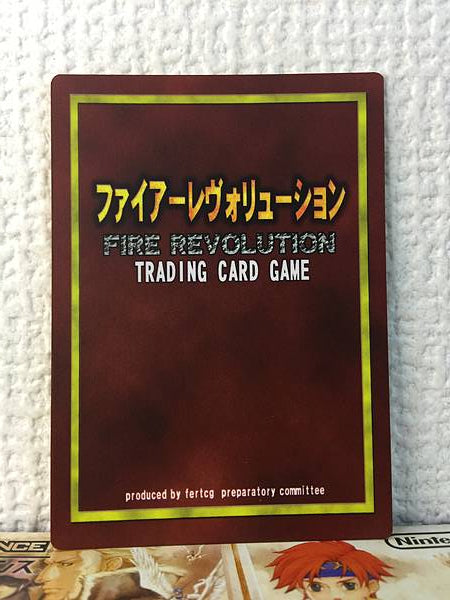 ファイアーレヴォリューション
FIRE REVOLUTION
TRADING CARD GAME
produced by fertcg preparatory committee